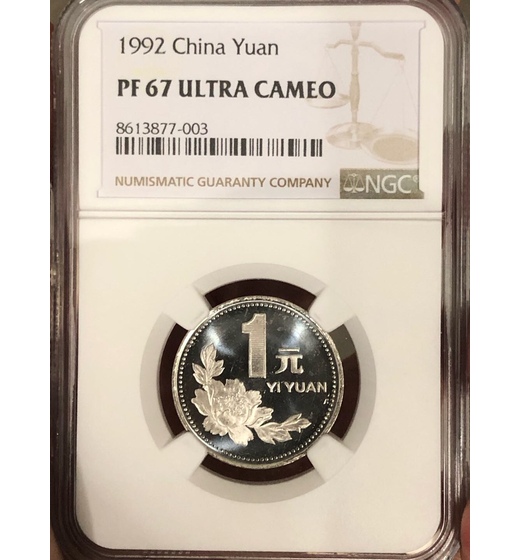 1992 China Yuan
PF 67 ULTRA CAMEO
8613877-003
NUMISMATIC GUARANTY COMPANY
NGC
1元
YI YUAN